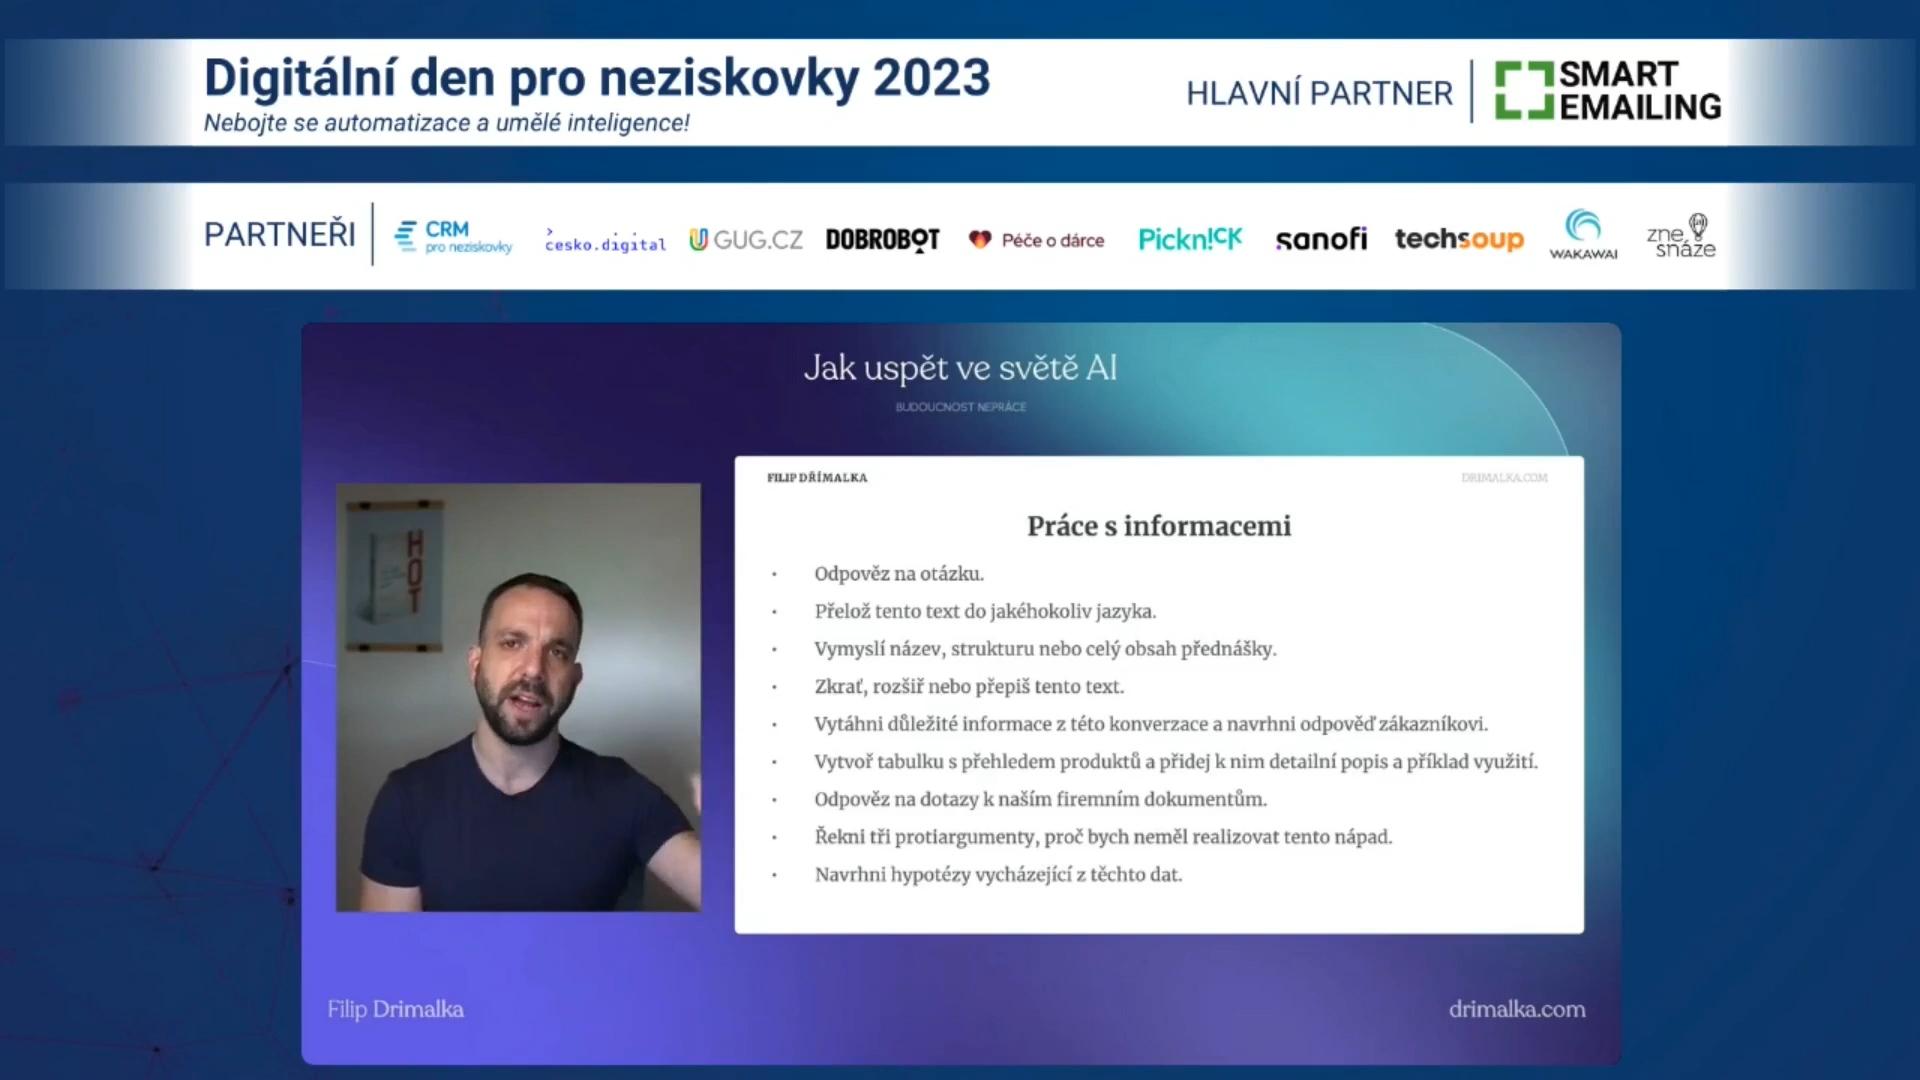 Digitální den pro neziskovky 2023
Nebojte se automatizace a umělé inteligence!
HLAVNÍ PARTNER
SMART
EMAILING
PARTNEŘI
CRM
pro neziskovky
cesko.digital
GUG.CZ
DOBROBOT
Péče o dárce
Pickn!CK
sanofi
techsoup
WAKAWAI
zne
snáze
Jak uspět ve světě AI
BUDOUCNOST NEPRÁCE
HOT
FILIP DŘÍMALKA
DRIMALKA.COM
Práce s informacemi
• Odpověz na otázku.
• Přelož tento text do jakéhokoliv jazyka.
• Vymyslí název, strukturu nebo celý obsah přednášky.
• Zkrať, rozšiř nebo přepiš tento text.
• Vytáhni důležité informace z této konverzace a navrhni odpověď zákazníkovi.
• Vytvoř tabulku s přehledem produktů a přidej k nim detailní popis a příklad využití.
• Odpověz na dotazy k naším firemním dokumentům.
• Řekni tři protiargumenty, proč bych neměl realizovat tento nápad.
• Navrhni hypotézy vycházející z těchto dat.
Filip Drimalka
drimalka.com